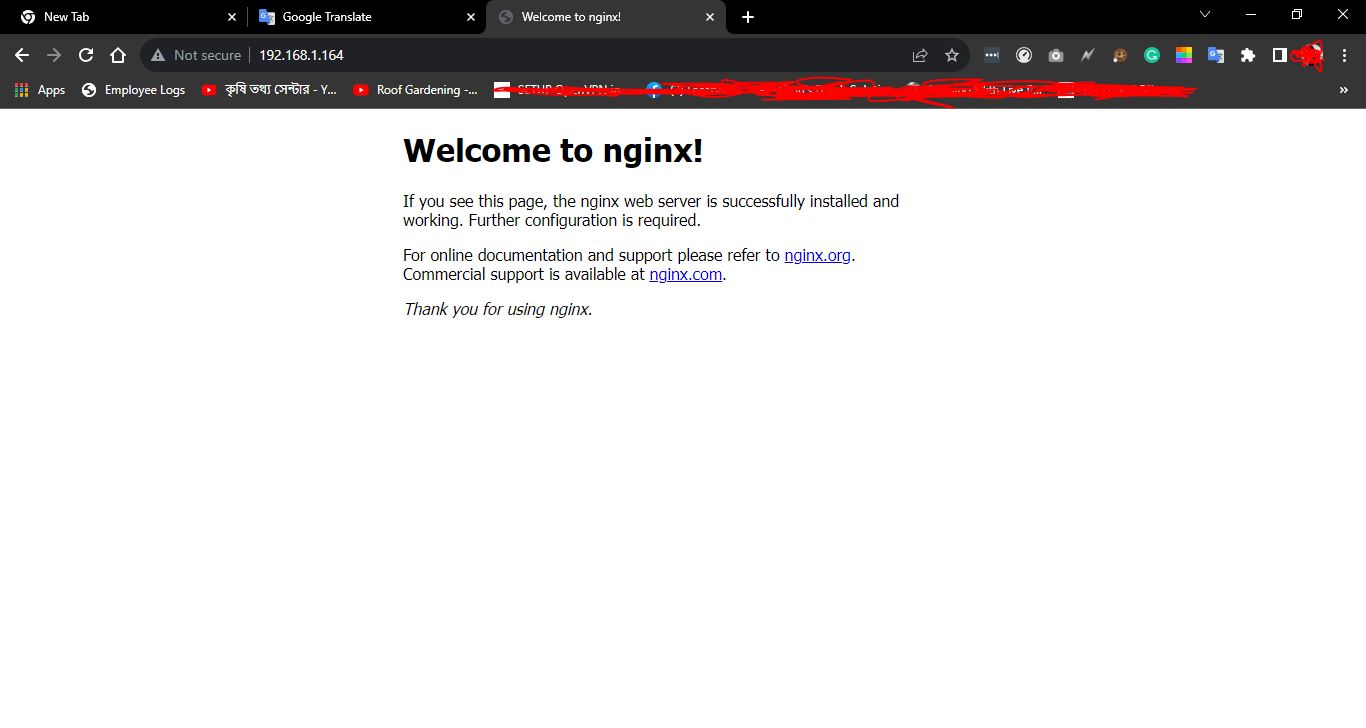 New Tab
Google Translate
Welcome to nginx!
Not secure
192.168.1.164
Apps
Employee Logs
কৃষি তথ্য সেন্টার - Y...
Roof Gardening -...
Welcome to nginx!
If you see this page, the nginx web server is successfully installed and
working. Further configuration is required.
For online documentation and support please refer to nginx.org.
Commercial support is available at nginx.com.
Thank you for using nginx.